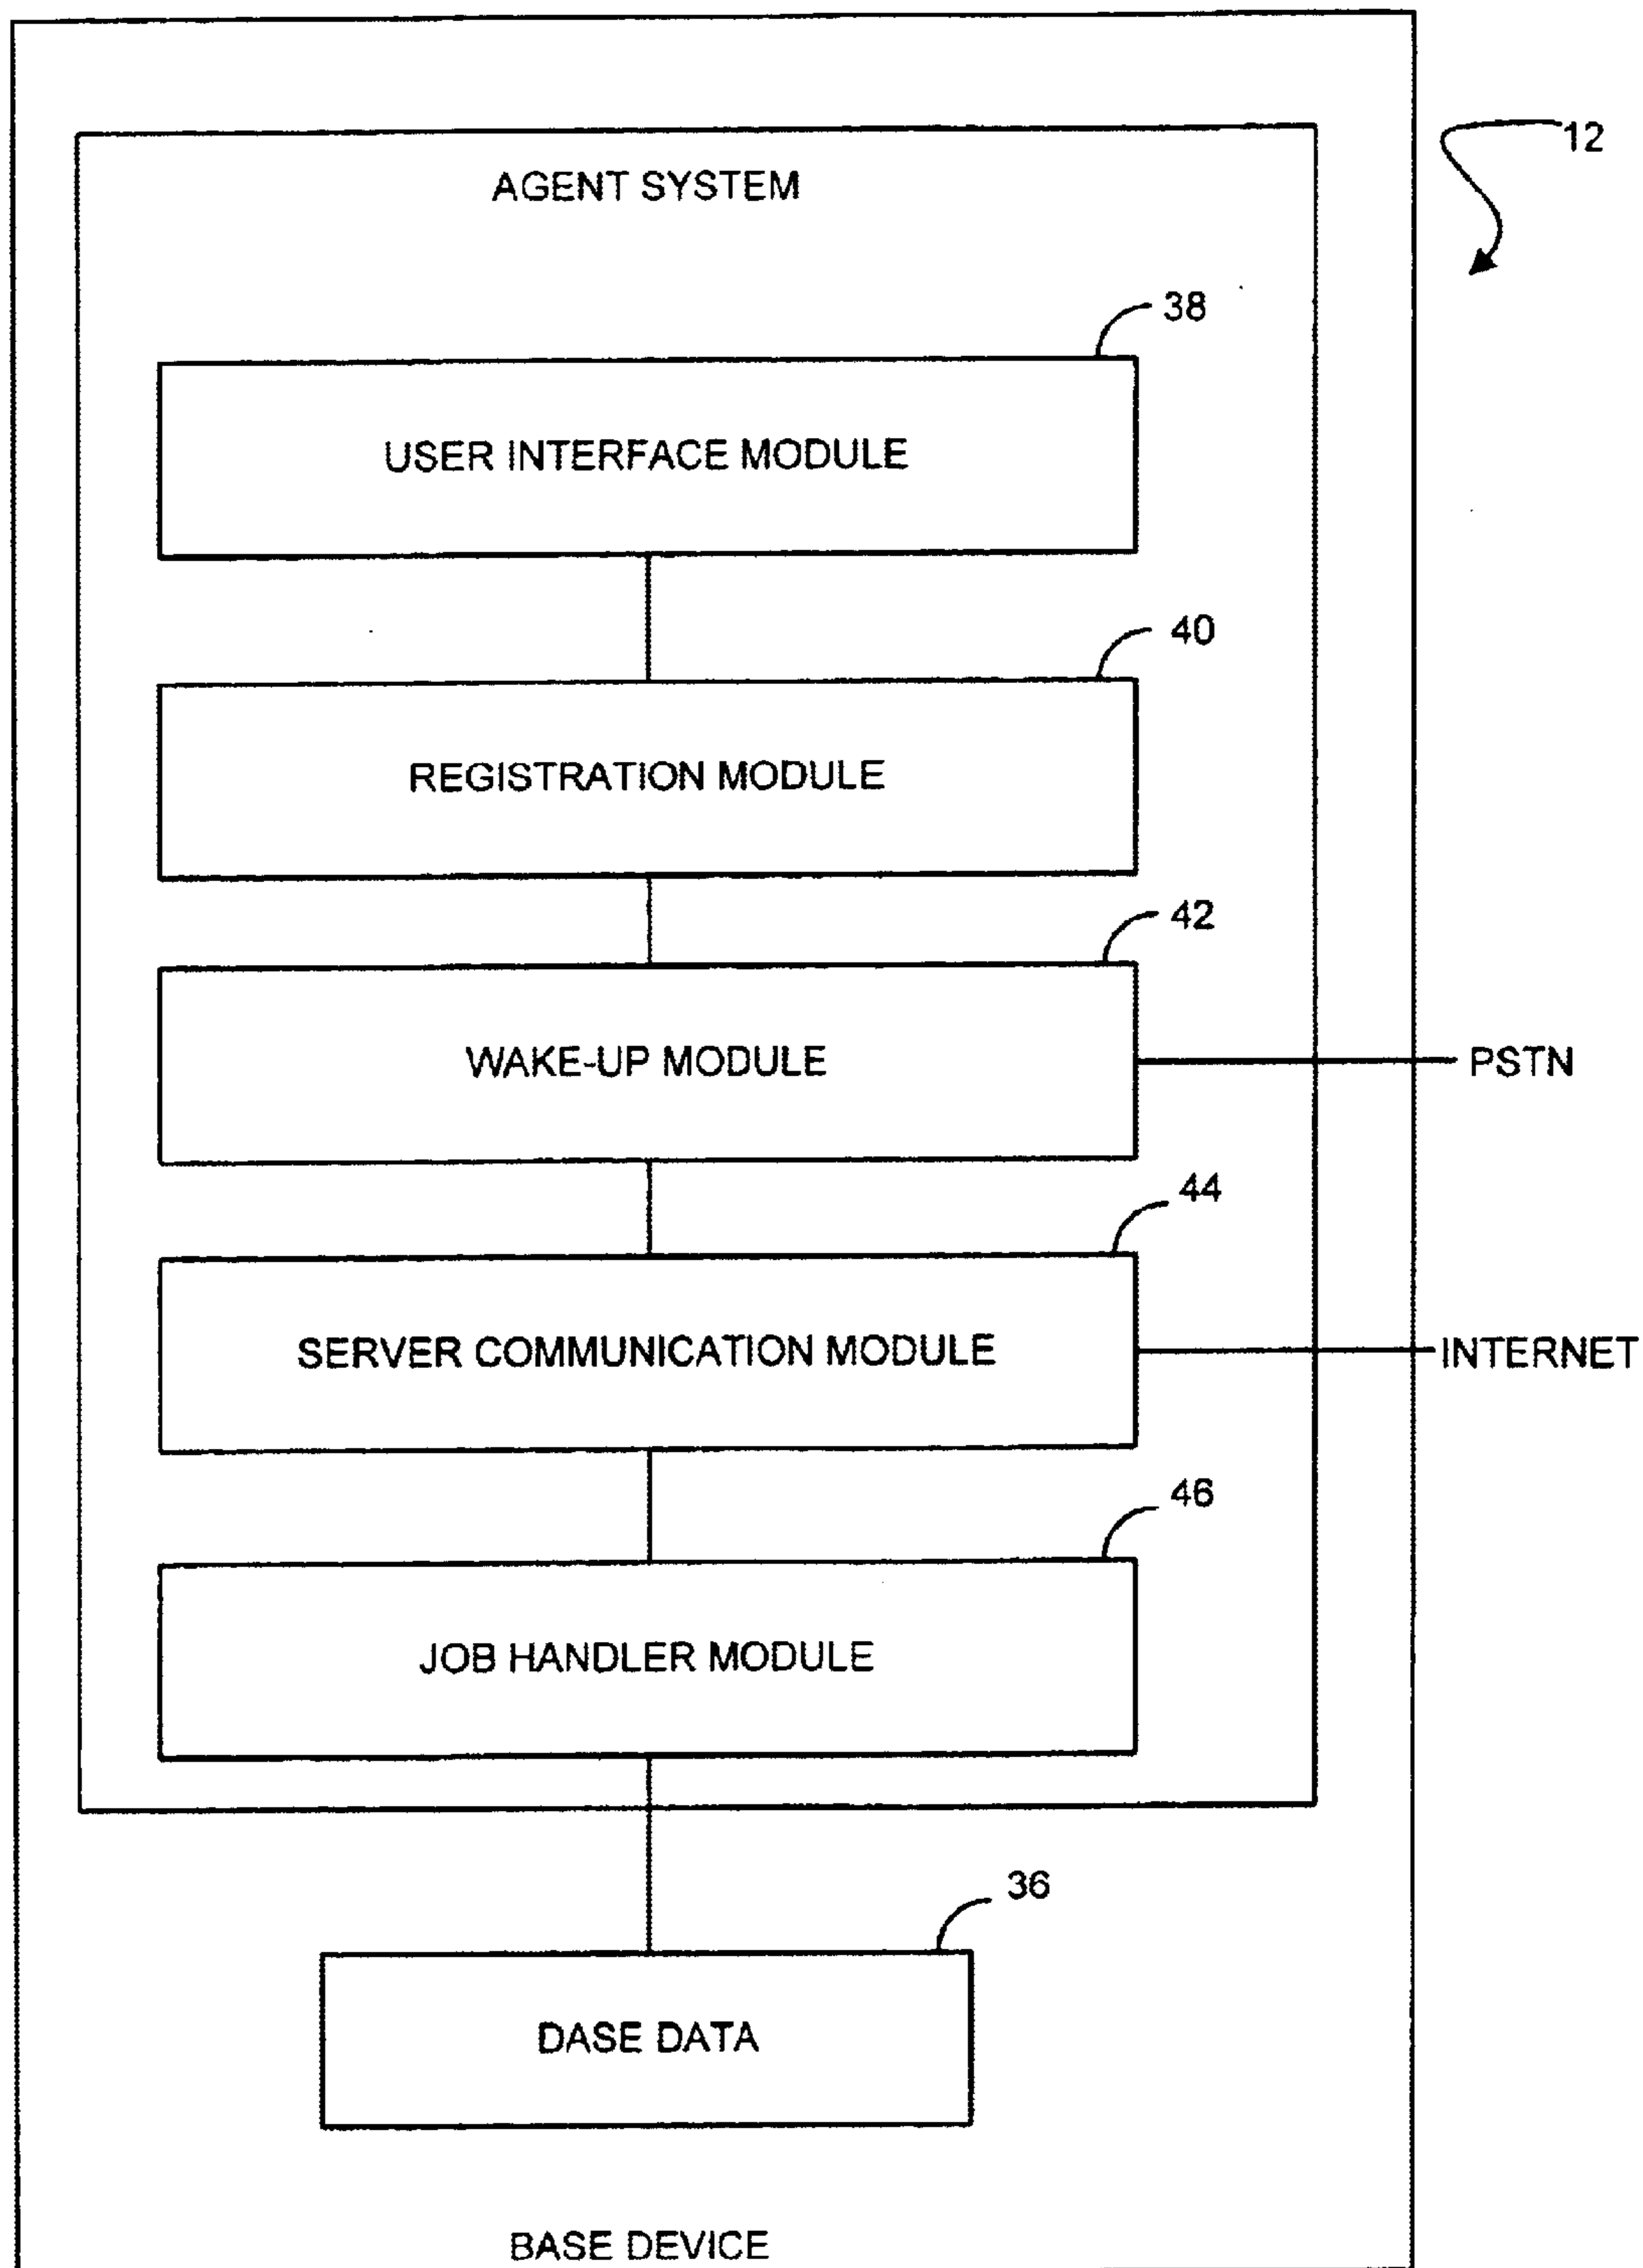 12
AGENT SYSTEM
38
USER INTERFACE MODULE
40
REGISTRATION MODULE
42
WAKE-UP MODULE
PSTN
44
SERVER COMMUNICATION MODULE
INTERNET
46
JOB HANDLER MODULE
36
DASE DATA
BASE DEVICE